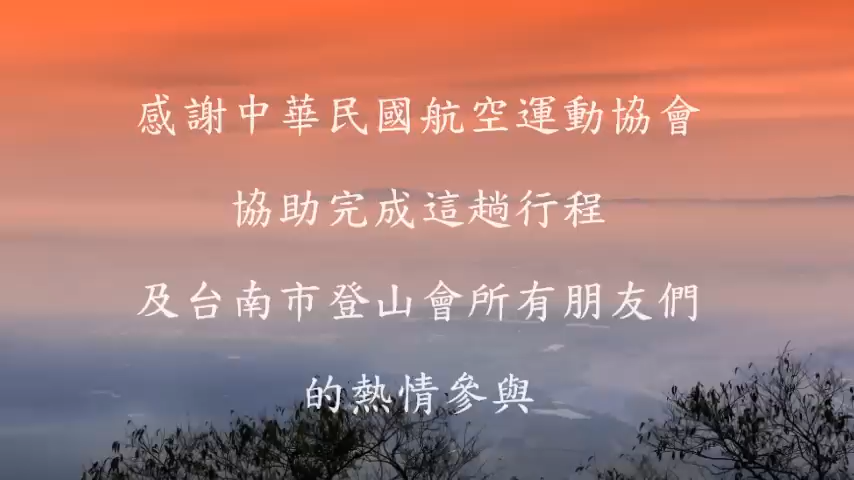 感謝中華民國航空運動協會
協助完成這趟行程
及台南市登山會所有朋友們
的熱情參與